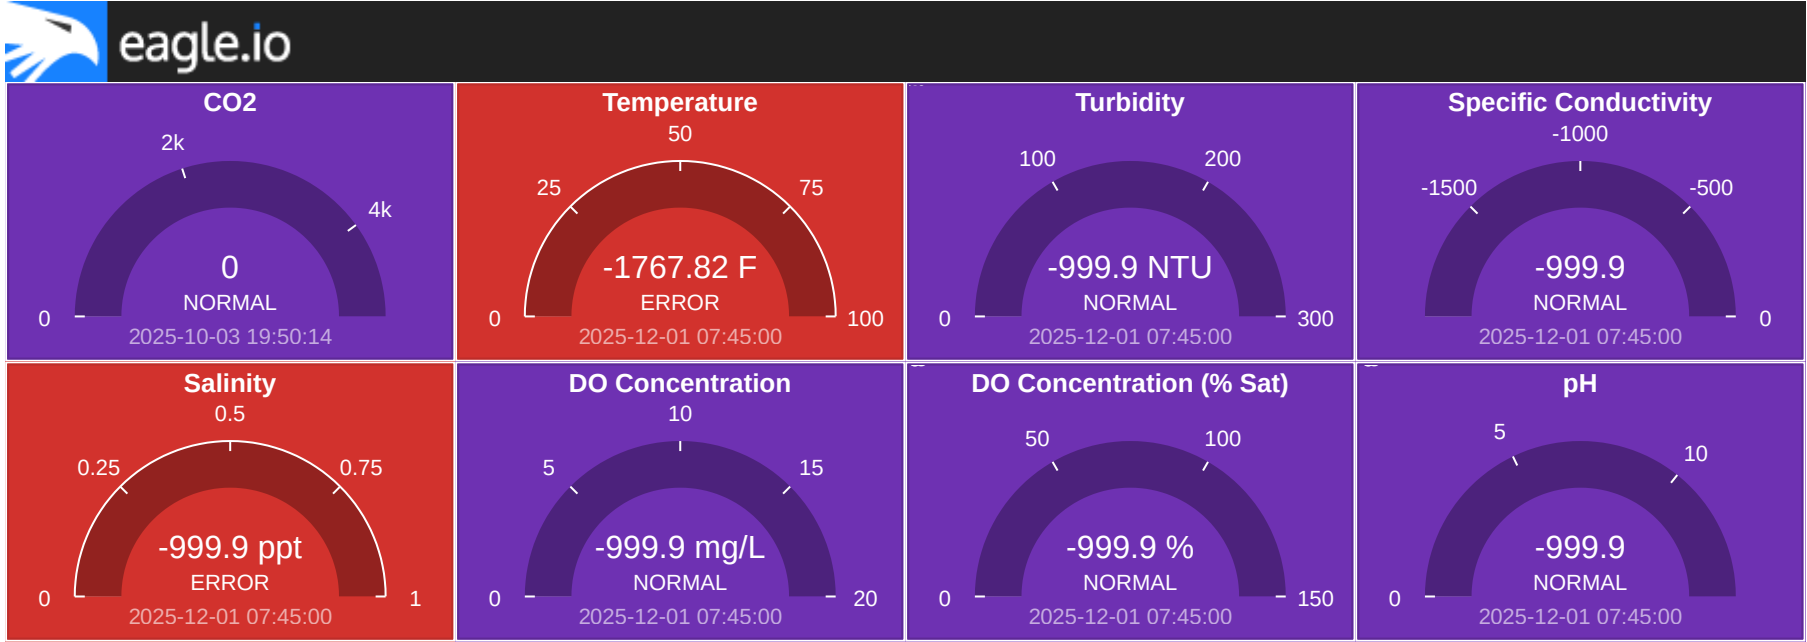 eagle.io
CO2
2k
4k
0
0
NORMAL
2025-10-03 19:50:14
Temperature
50
25
75
-1767.82 F
ERROR
0
100
2025-12-01 07:45:00
Turbidity
100
200
-999.9 NTU
NORMAL
0
300
2025-12-01 07:45:00
Specific Conductivity
-1000
-1500
-500
-999.9
NORMAL
0
2025-12-01 07:45:00
Salinity
0.5
0.25
0.75
-999.9 ppt
ERROR
0
1
2025-12-01 07:45:00
DO Concentration
10
5
15
-999.9 mg/L
NORMAL
0
20
2025-12-01 07:45:00
DO Concentration (% Sat)
50
100
-999.9 %
NORMAL
0
150
2025-12-01 07:45:00
pH
5
10
-999.9
NORMAL
0
2025-12-01 07:45:00